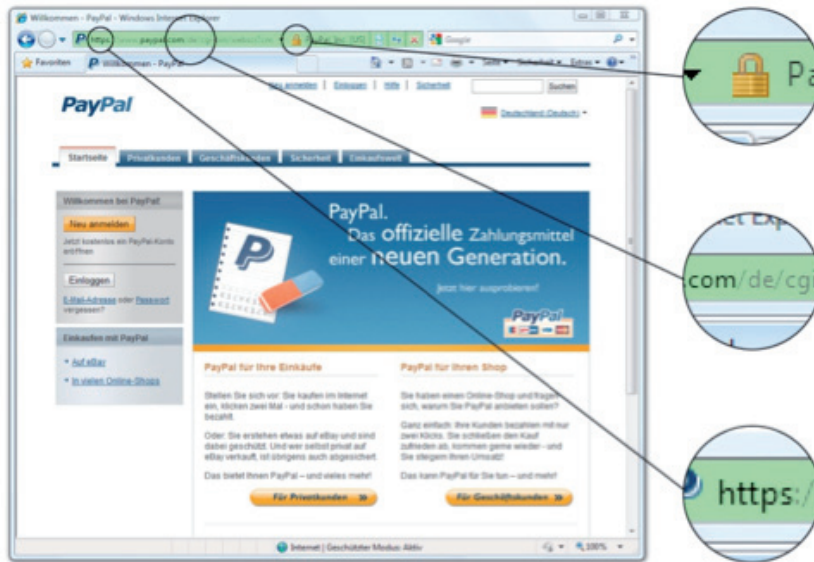 Willkommen - PayPal - Windows Internet Explorer
https://www.paypal.com/de/cgi-bin/webscr?cm
PayPal, Inc. [US]
Google
Favoriten
Willkommen - PayPal
Seite
Sicherheit
Extras
Neu anmelden | Einloggen | Hilfe | Sicherheit
Suchen
PayPal
Deutschland (Deutsch)
Startseite
Privatkunden
Geschäftskunden
Sicherheit
Einkaufswelt
Willkommen bei PayPal!
Neu anmelden
Jetzt kostenlos ein PayPal-Konto
eröffnen
Einloggen
E-Mail-Adresse oder Passwort
vergessen?
Einkaufen mit PayPal
Auf eBay
In vielen Online-Shops
PayPal.
Das offizielle Zahlungsmittel
einer neuen Generation.
Jetzt hier ausprobieren!
PayPal
PayPal für Ihre Einkäufe
Stellen Sie sich vor: Sie kaufen im Internet
ein, klicken zwei Mal - und schon haben Sie
bezahlt.
Oder: Sie erstehen etwas auf eBay und sind
dabei geschützt. Und wer selbst privat auf
eBay verkauft, ist übrigens auch abgesichert.
Das bietet Ihnen PayPal – und vieles mehr!
Für Privatkunden
PayPal für Ihren Shop
Sie haben einen Online-Shop und fragen
sich, warum Sie PayPal anbieten sollen?
Ganz einfach: Ihre Kunden bezahlen mit nur
zwei Klicks. Sie schließen den Kauf
zufrieden ab, kommen gerne wieder – und
Sie steigern Ihren Umsatz!
Das kann PayPal für Sie tun – und mehr!
Für Geschäftskunden
Internet | Geschützter Modus: Aktiv
100%
Pa
et Exp
.com/de/cgi
https:/